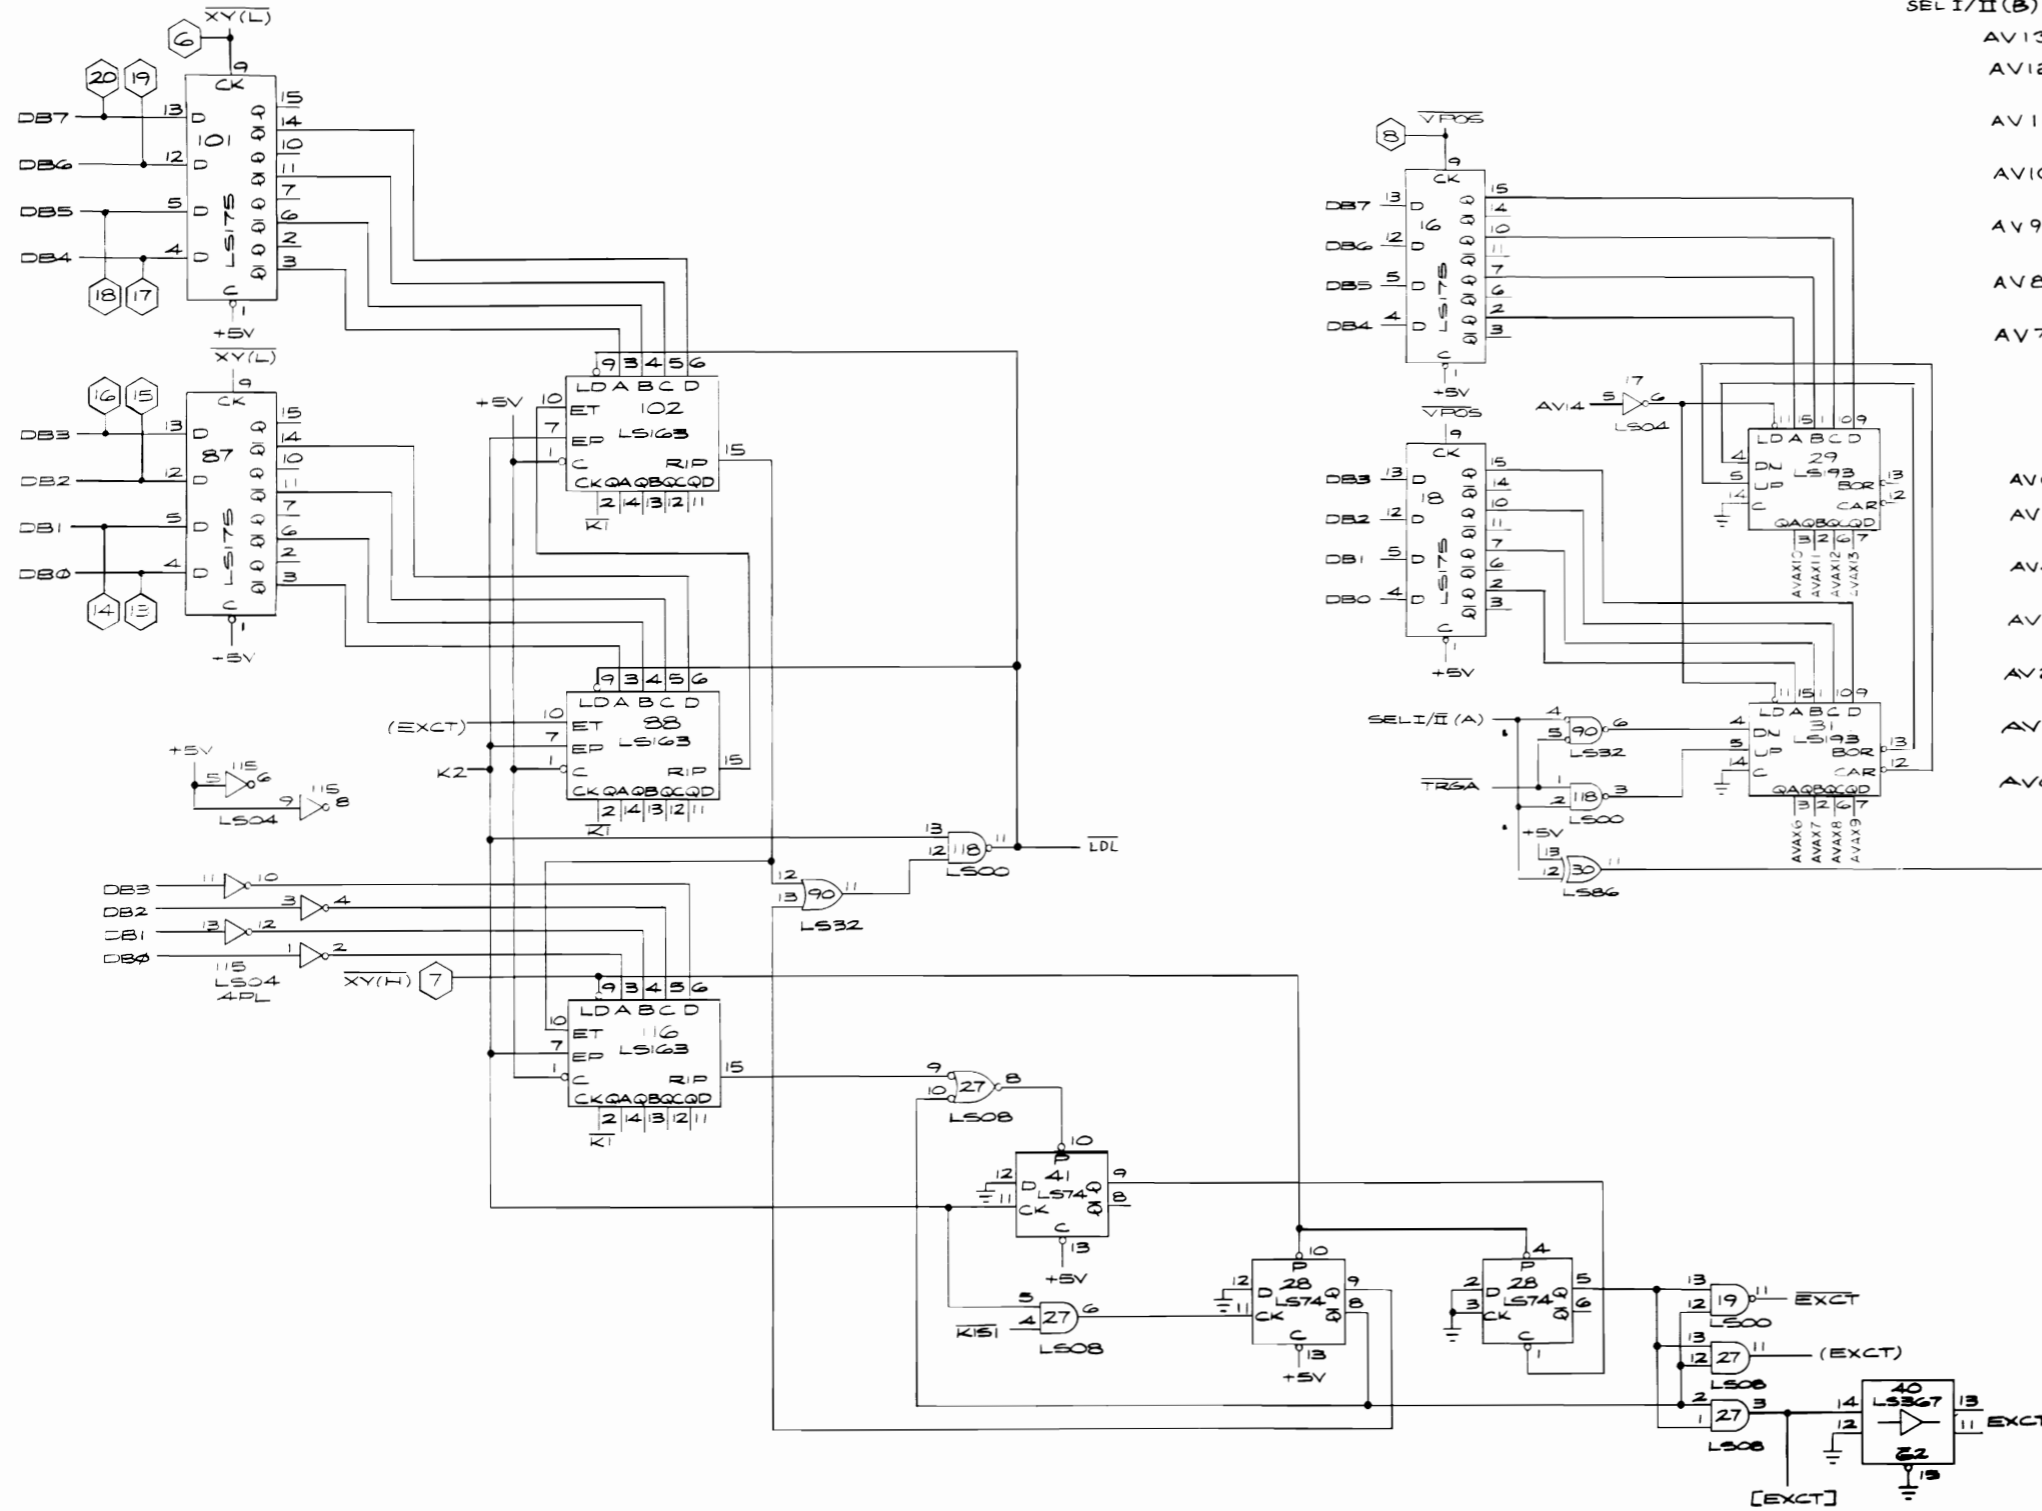 XY(L)
6
9
CK
20
19
DB7
13
D
Q
15
101
Q
14
DB6
12
D
Q
10
Q
11
DB5
5
D
Q
7
Q
6
DB4
4
D
Q
2
Q
3
LS175
18
17
C
1
+5V
XY(L)
9
CK
16
15
DB3
13
D
Q
15
87
Q
14
DB2
12
D
Q
10
Q
11
DB1
5
D
Q
7
Q
6
DBφ
4
D
Q
2
Q
3
LS175
14
13
C
1
+5V
+5V
9 3 4 5 6
LD A B C D
10
ET
102
7
EP
LS163
1
C
RIP
15
CK QA QB QC QD
2 14 13 12 11
K1
9 3 4 5 6
LD A B C D
(EXCT)
10
ET
88
7
EP
LS163
K2
1
C
RIP
15
CK QA QB QC QD
2 14 13 12 11
K1
+5V
5
115
6
9
115
8
LS04
13
12
118
11
LDL
LS00
12
13
90
11
LS32
DB3
11
10
DB2
3
4
DB1
13
12
DBφ
1
2
115
LS04
4PL
XY(H)
7
9 3 4 5 6
LD A B C D
10
ET
116
7
EP
LS163
1
C
RIP
15
CK QA QB QC QD
2 14 13 12 11
K1
9
10
27
8
LS08
10
P
12
D
41
Q
9
LS74
11
CK
Q
8
C
13
+5V
5
4
27
6
K1S1
LS08
10
P
12
D
28
Q
9
LS74
11
CK
Q
8
C
13
+5V
4
P
2
D
28
Q
5
LS74
3
CK
Q
6
C
1
13
12
19
11
EXCT
LS00
13
12
27
11
(EXCT)
LS08
2
1
27
3
LS08
14
12
40
LS367
13
11
EXCT
G2
15
[EXCT]
SEL I/II(B)
AV9
VPOS
8
9
CK
DB7
13
D
Q
15
16
Q
14
DB6
12
D
Q
10
Q
11
DB5
5
D
Q
7
Q
6
DB4
4
D
Q
2
Q
3
LS175
C
1
+5V
VPOS
9
CK
DB3
13
D
Q
15
18
Q
14
DB2
12
D
Q
10
Q
11
DB1
5
D
Q
7
Q
6
DB0
4
D
Q
2
Q
3
LS175
C
1
+5V
AV14
5
17
6
LS04
11 15 1 10 9
LD A B C D
4
DN
29
5
UP
LS193
14
C
BOR
13
CAR
12
QA QB QC QD
3 2 6 7
AVAX10
AVAX11
AVAX12
AVAX13
11 15 1 10 9
LD A B C D
4
DN
31
5
UP
LS193
14
C
BOR
13
CAR
12
QA QB QC QD
3 2 6 7
AVAX6
AVAX7
AVAX8
AVAX9
SEL I/II (A)
4
5
90
6
LS32
TRGA
1
2
118
3
LS00
+5V
13
12
30
11
LS86